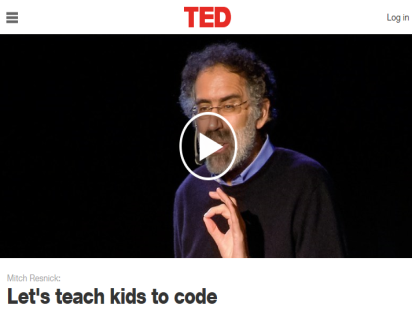 TED
Log in
Mitch Resnick:
Let's teach kids to code